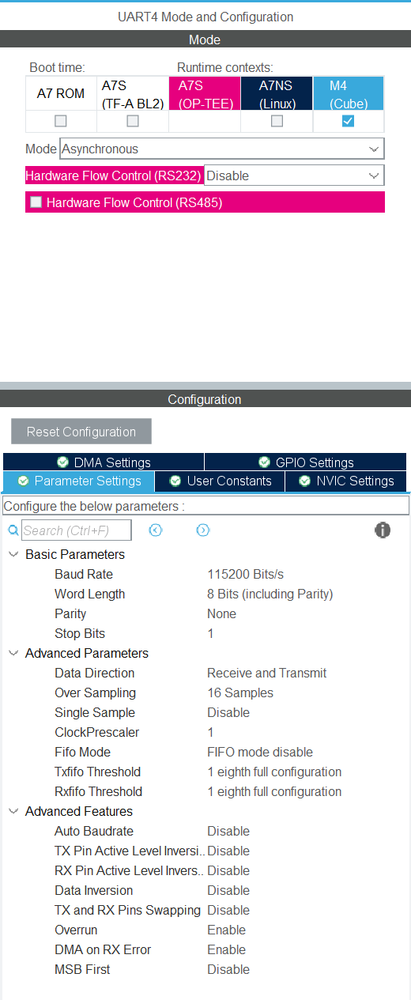 UART4 Mode and Configuration
Mode
Boot time: Runtime contexts:
A7 ROM A7S (TF-A BL2) A7S (OP-TEE) A7NS (Linux) M4 (Cube)
Mode Asynchronous
Hardware Flow Control (RS232) Disable
Hardware Flow Control (RS485)
Configuration
Reset Configuration
DMA Settings GPIO Settings
Parameter Settings User Constants NVIC Settings
Configure the below parameters :
Search (Ctrl+F)
Basic Parameters
Baud Rate 115200 Bits/s
Word Length 8 Bits (including Parity)
Parity None
Stop Bits 1
Advanced Parameters
Data Direction Receive and Transmit
Over Sampling 16 Samples
Single Sample Disable
ClockPrescaler 1
Fifo Mode FIFO mode disable
Txfifo Threshold 1 eighth full configuration
Rxfifo Threshold 1 eighth full configuration
Advanced Features
Auto Baudrate Disable
TX Pin Active Level Inversi.. Disable
RX Pin Active Level Invers.. Disable
Data Inversion Disable
TX and RX Pins Swapping Disable
Overrun Enable
DMA on RX Error Enable
MSB First Disable